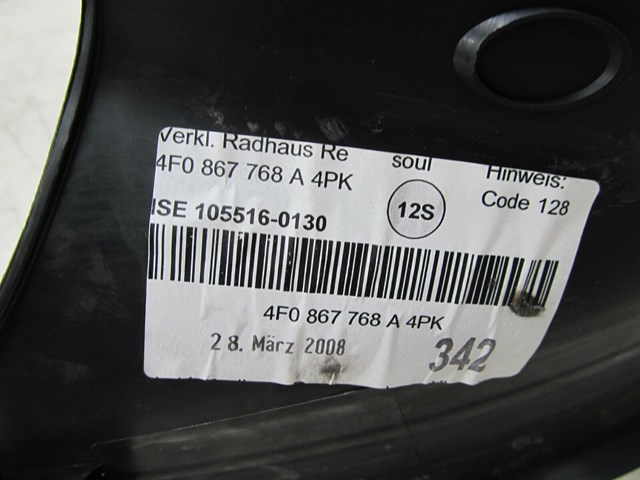 Verkl. Radhaus Re soul Hinweis:
4F0 867 768 A 4PK Code 128
ISE 105516-0130 12S
4F0 867 768 A 4PK
28. März 2008 342